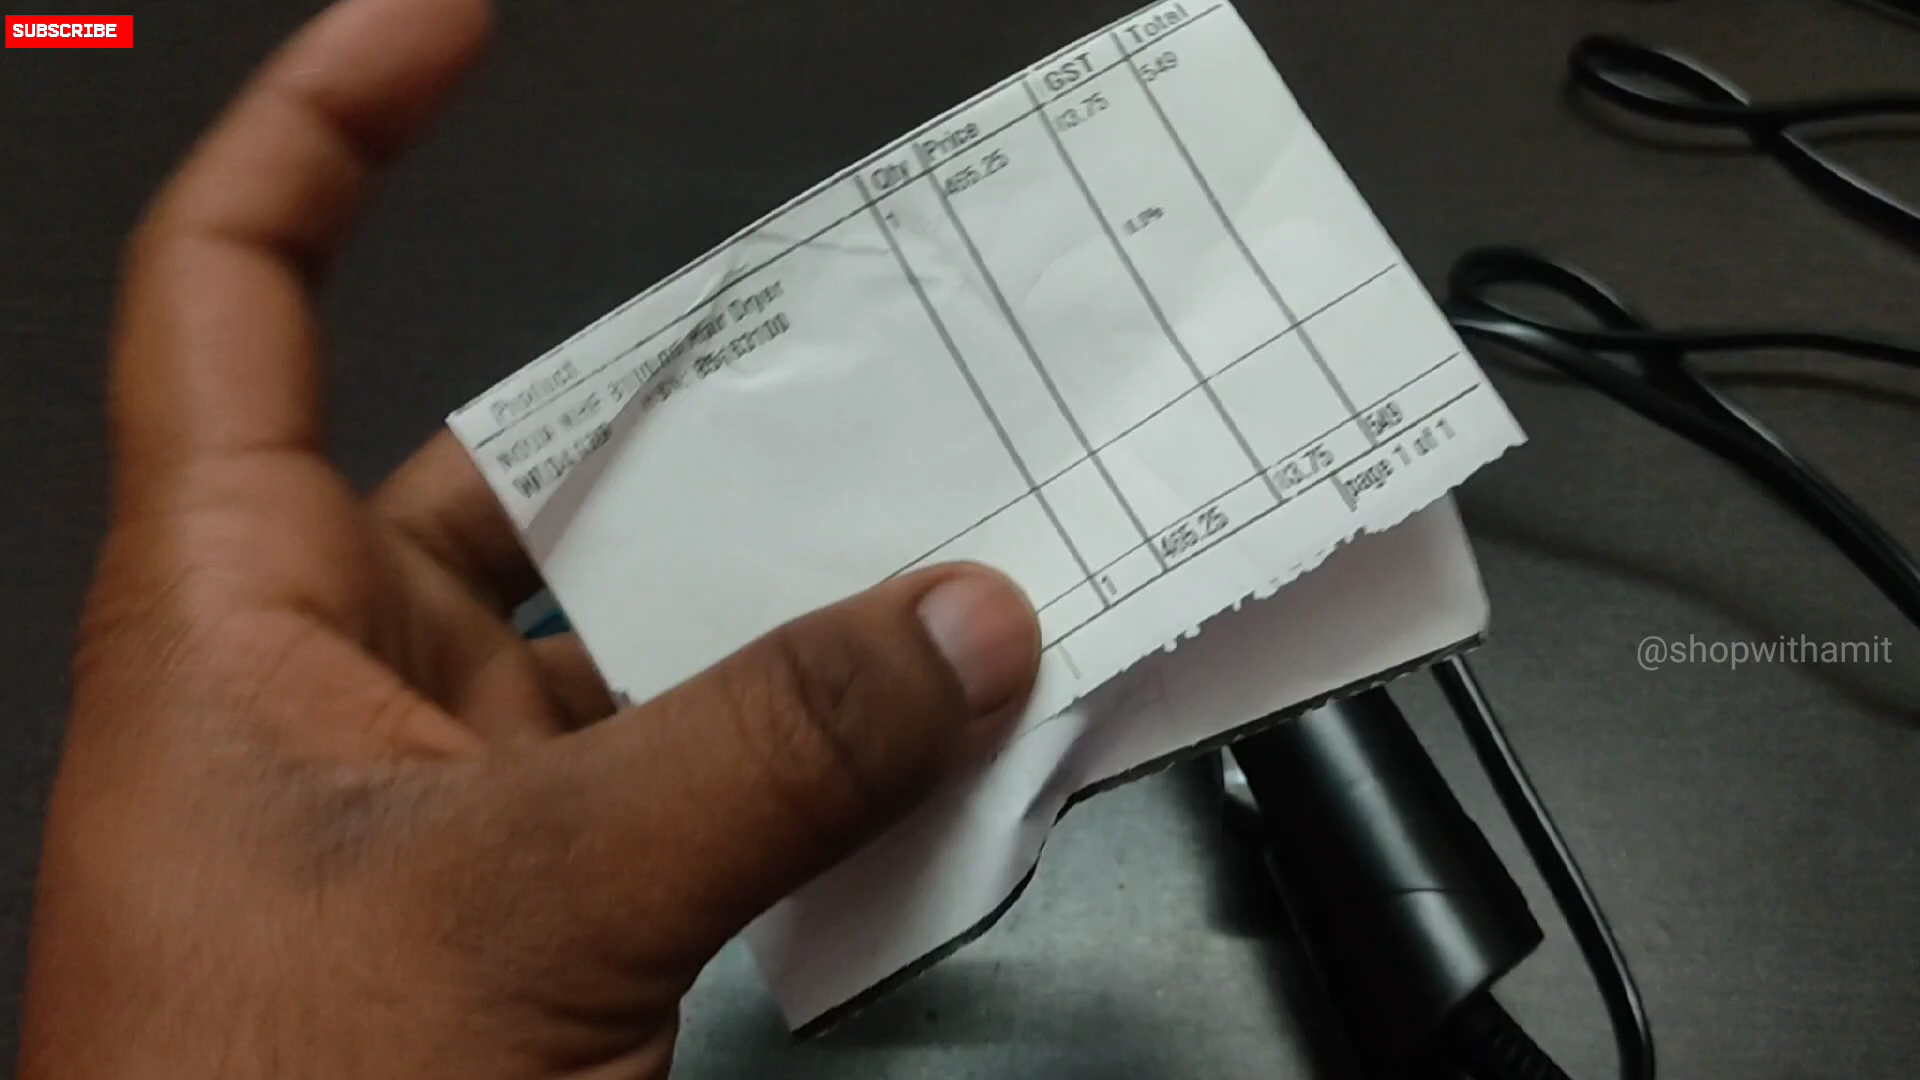 SUBSCRIBE
Product Qty Price GST Total
Hair Dryer 1 465.25 83.75 549
85163100
1 465.25 83.75 549
page 1 of 1
@shopwithamit